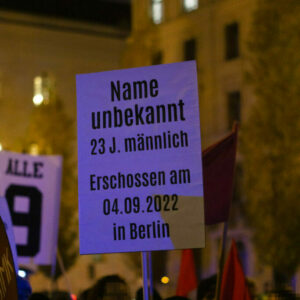 Name
unbekannt
23 J. männlich
Erschossen am
04.09.2022
in Berlin
ALLE
9